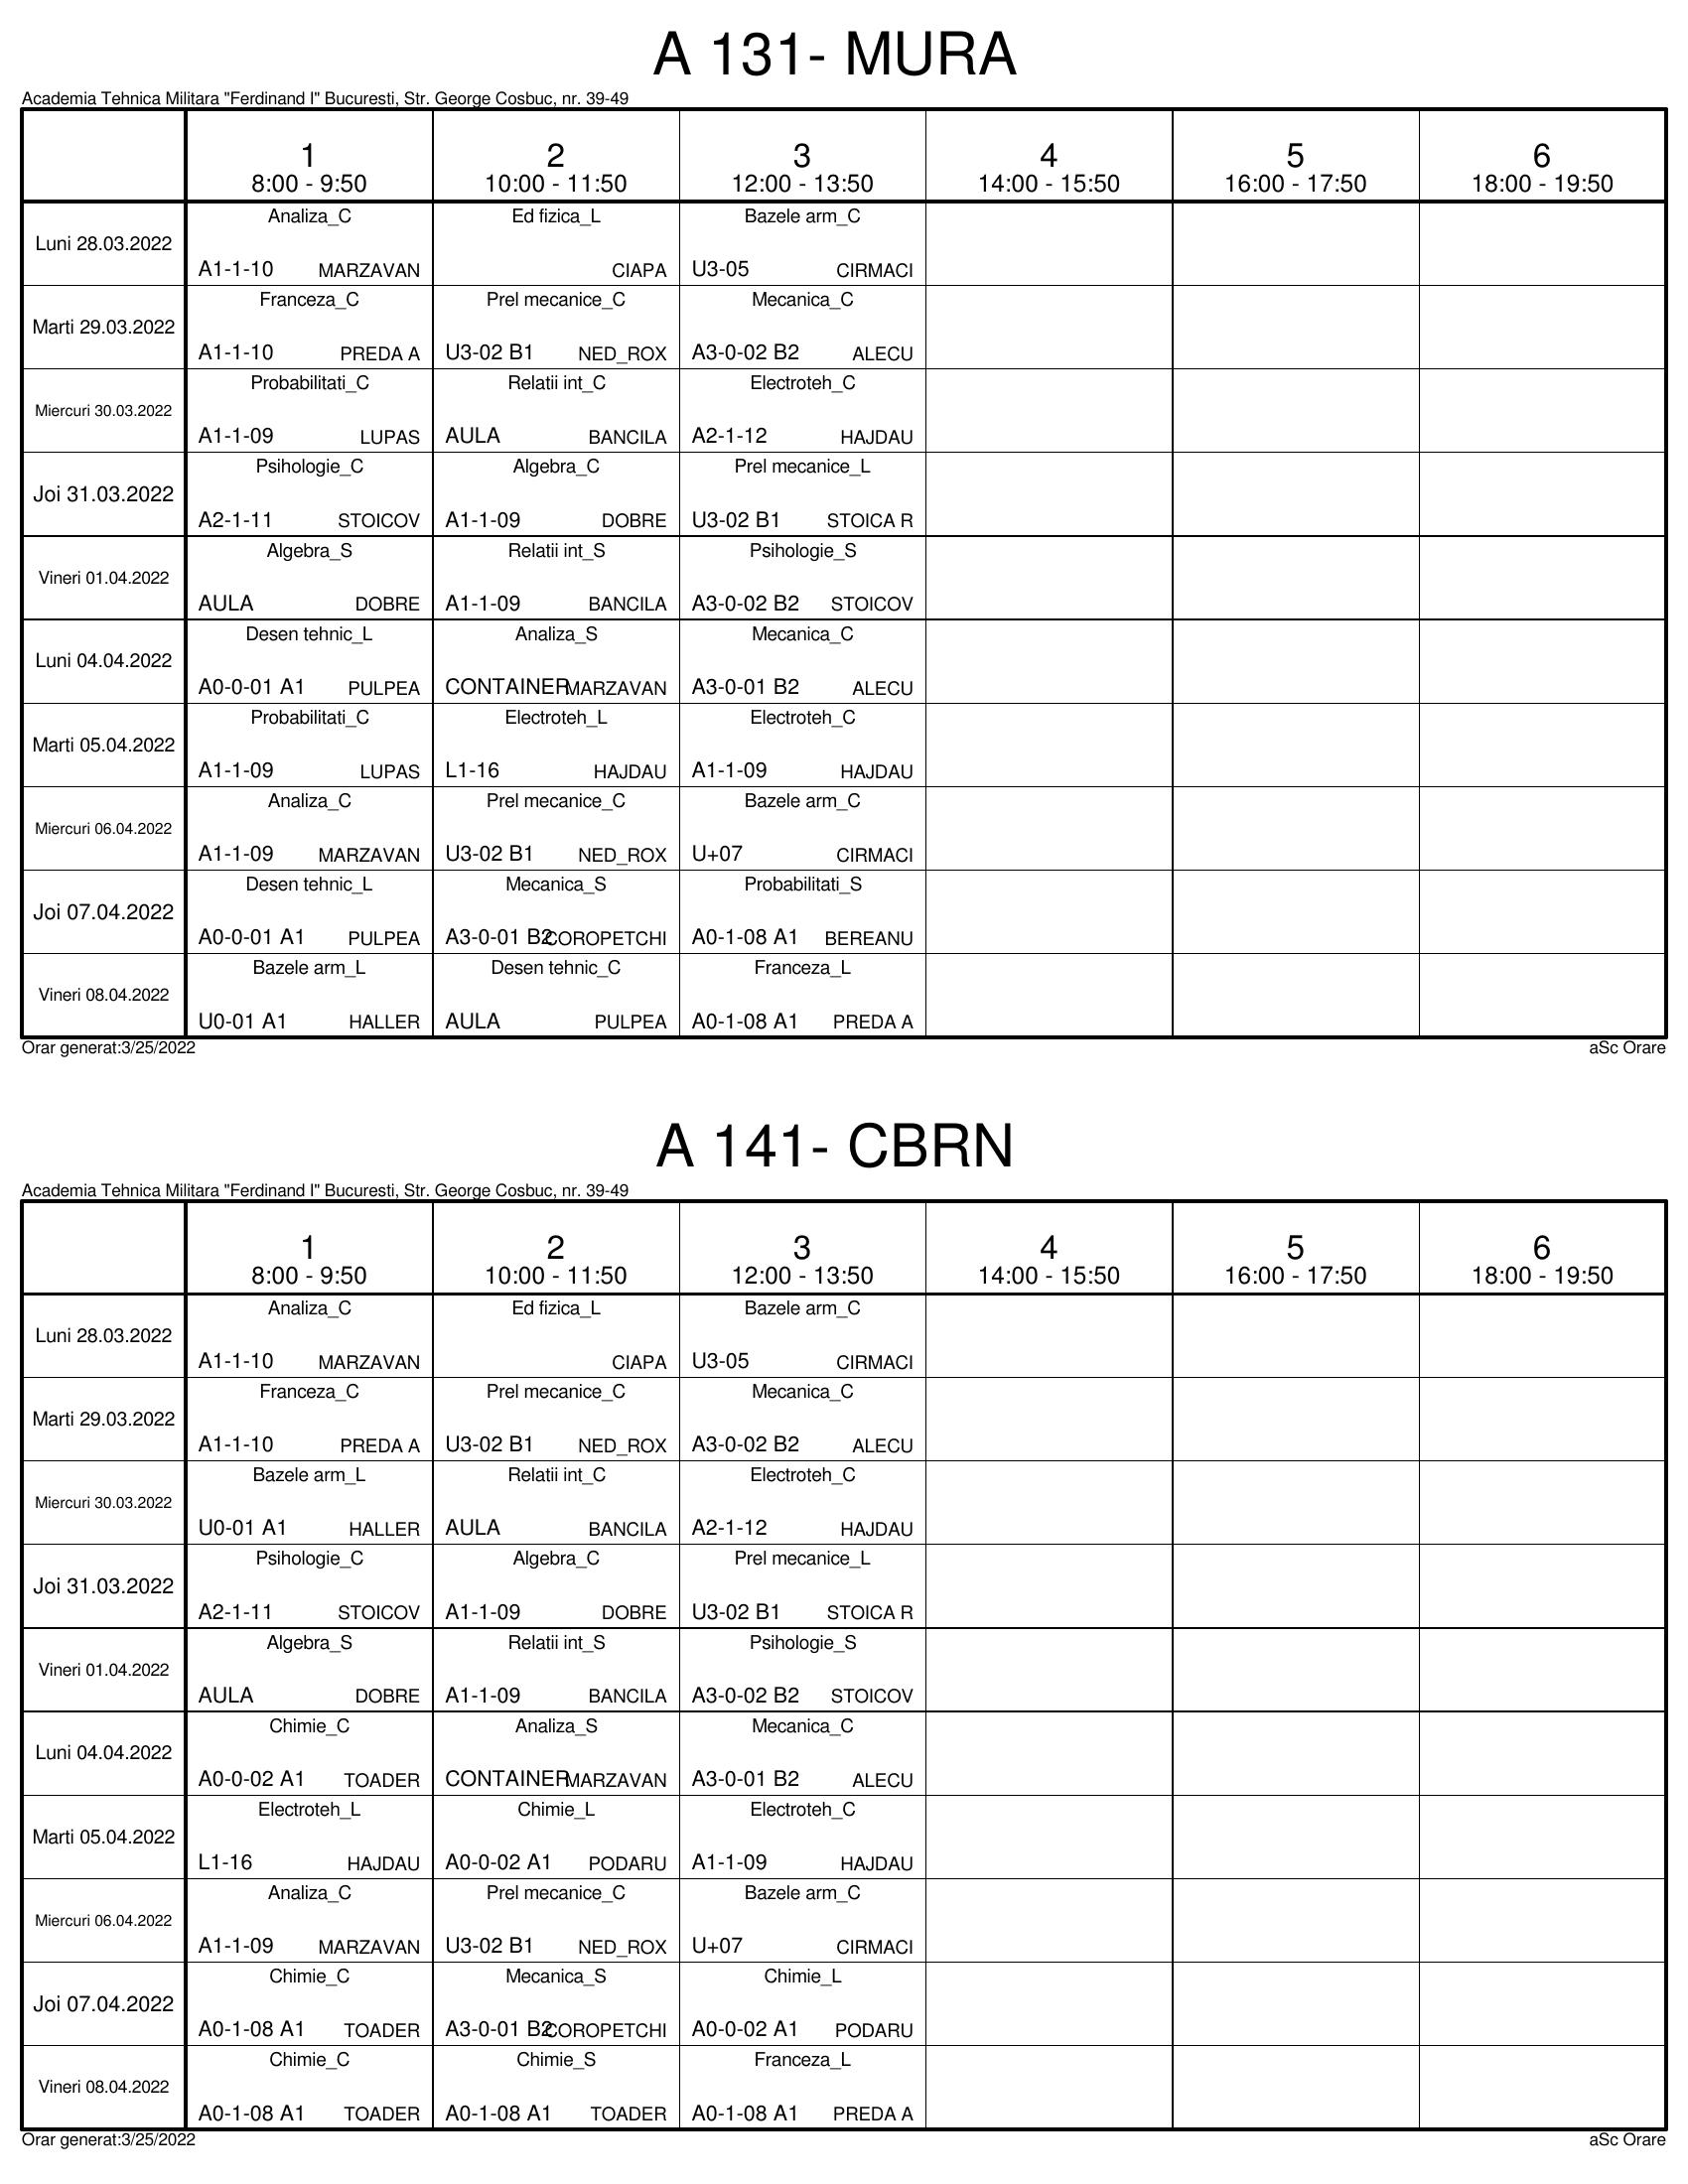 A 131- MURA
Academia Tehnica Militara "Ferdinand I" Bucuresti, Str. George Cosbuc, nr. 39-49
1 2 3 4 5 6
8:00 - 9:50 10:00 - 11:50 12:00 - 13:50 14:00 - 15:50 16:00 - 17:50 18:00 - 19:50
Analiza_C Ed fizica_L Bazele arm_C
Luni 28.03.2022
A1-1-10 MARZAVAN CIAPA U3-05 CIRMACI
Franceza_C Prel mecanice_C Mecanica_C
Marti 29.03.2022
A1-1-10 PREDA A U3-02 B1 NED_ROX A3-0-02 B2 ALECU
Probabilitati_C Relatii int_C Electroteh_C
Miercuri 30.03.2022
A1-1-09 LUPAS AULA BANCILA A2-1-12 HAJDAU
Psihologie_C Algebra_C Prel mecanice_L
Joi 31.03.2022
A2-1-11 STOICOV A1-1-09 DOBRE U3-02 B1 STOICA R
Algebra_S Relatii int_S Psihologie_S
Vineri 01.04.2022
AULA DOBRE A1-1-09 BANCILA A3-0-02 B2 STOICOV
Desen tehnic_L Analiza_S Mecanica_C
Luni 04.04.2022
A0-0-01 A1 PULPEA CONTAINER MARZAVAN A3-0-01 B2 ALECU
Probabilitati_C Electroteh_L Electroteh_C
Marti 05.04.2022
A1-1-09 LUPAS L1-16 HAJDAU A1-1-09 HAJDAU
Analiza_C Prel mecanice_C Bazele arm_C
Miercuri 06.04.2022
A1-1-09 MARZAVAN U3-02 B1 NED_ROX U+07 CIRMACI
Desen tehnic_L Mecanica_S Probabilitati_S
Joi 07.04.2022
A0-0-01 A1 PULPEA A3-0-01 B2 COROPETCHI A0-1-08 A1 BEREANU
Bazele arm_L Desen tehnic_C Franceza_L
Vineri 08.04.2022
U0-01 A1 HALLER AULA PULPEA A0-1-08 A1 PREDA A
Orar generat:3/25/2022 aSc Orare
A 141- CBRN
Academia Tehnica Militara "Ferdinand I" Bucuresti, Str. George Cosbuc, nr. 39-49
1 2 3 4 5 6
8:00 - 9:50 10:00 - 11:50 12:00 - 13:50 14:00 - 15:50 16:00 - 17:50 18:00 - 19:50
Analiza_C Ed fizica_L Bazele arm_C
Luni 28.03.2022
A1-1-10 MARZAVAN CIAPA U3-05 CIRMACI
Franceza_C Prel mecanice_C Mecanica_C
Marti 29.03.2022
A1-1-10 PREDA A U3-02 B1 NED_ROX A3-0-02 B2 ALECU
Bazele arm_L Relatii int_C Electroteh_C
Miercuri 30.03.2022
U0-01 A1 HALLER AULA BANCILA A2-1-12 HAJDAU
Psihologie_C Algebra_C Prel mecanice_L
Joi 31.03.2022
A2-1-11 STOICOV A1-1-09 DOBRE U3-02 B1 STOICA R
Algebra_S Relatii int_S Psihologie_S
Vineri 01.04.2022
AULA DOBRE A1-1-09 BANCILA A3-0-02 B2 STOICOV
Chimie_C Analiza_S Mecanica_C
Luni 04.04.2022
A0-0-02 A1 TOADER CONTAINER MARZAVAN A3-0-01 B2 ALECU
Electroteh_L Chimie_L Electroteh_C
Marti 05.04.2022
L1-16 HAJDAU A0-0-02 A1 PODARU A1-1-09 HAJDAU
Analiza_C Prel mecanice_C Bazele arm_C
Miercuri 06.04.2022
A1-1-09 MARZAVAN U3-02 B1 NED_ROX U+07 CIRMACI
Chimie_C Mecanica_S Chimie_L
Joi 07.04.2022
A0-1-08 A1 TOADER A3-0-01 B2 COROPETCHI A0-0-02 A1 PODARU
Chimie_C Chimie_S Franceza_L
Vineri 08.04.2022
A0-1-08 A1 TOADER A0-1-08 A1 TOADER A0-1-08 A1 PREDA A
Orar generat:3/25/2022 aSc Orare